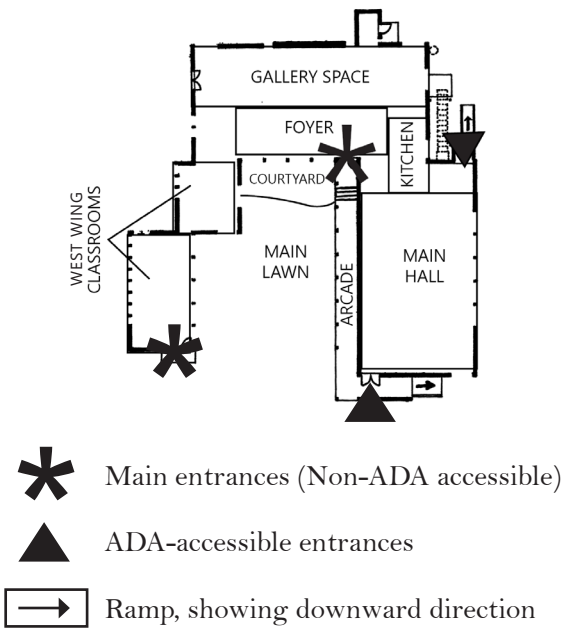 GALLERY SPACE
FOYER
KITCHEN
COURTYARD
WEST WING
CLASSROOMS
MAIN
LAWN
ARCADE
MAIN
HALL
Main entrances (Non-ADA accessible)
ADA-accessible entrances
Ramp, showing downward direction